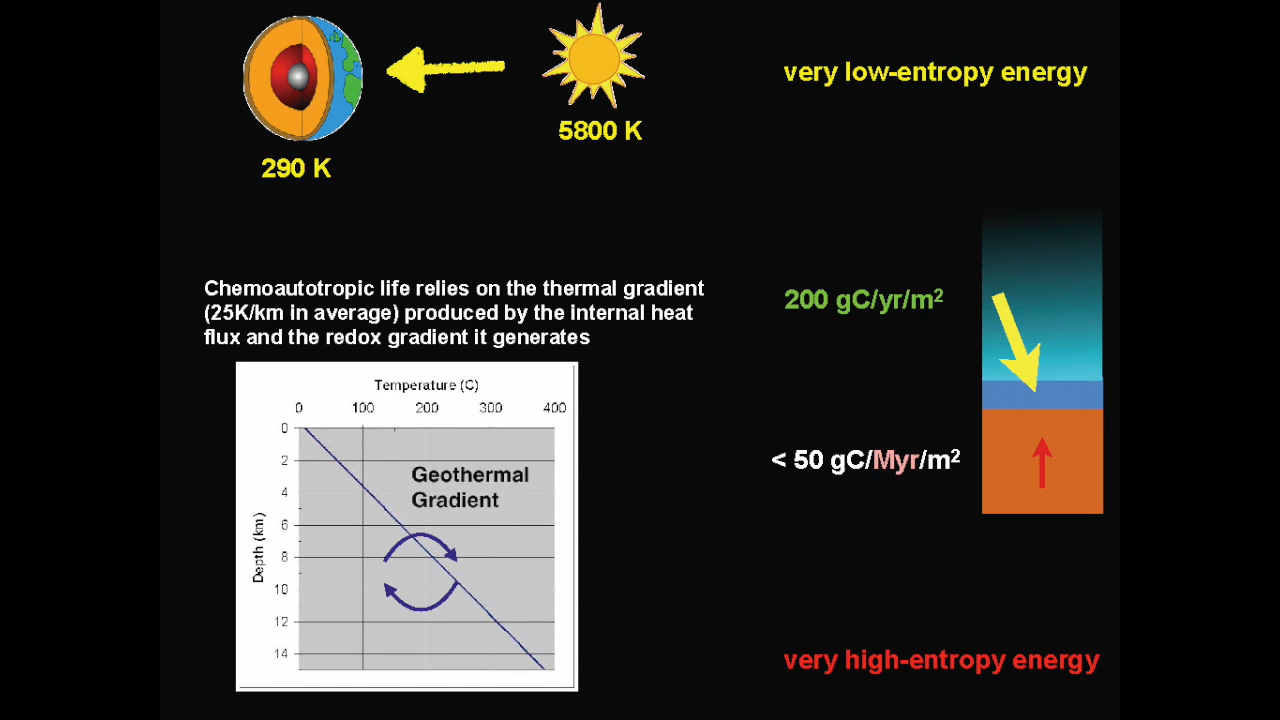 very low-entropy energy
5800 K
290 K
Chemoautotropic life relies on the thermal gradient
(25K/km in average) produced by the internal heat
flux and the redox gradient it generates
200 gC/yr/m²
Temperature (C)
0 100 200 300 400
0
2
4
6
8
10
12
14
Depth (km)
Geothermal
Gradient
< 50 gC/Myr/m²
very high-entropy energy